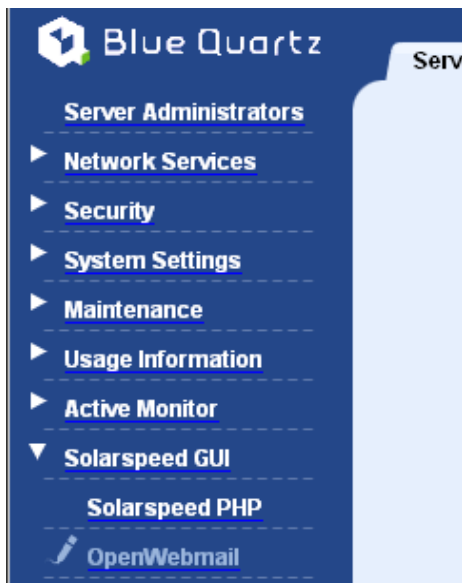 Blue Quartz
Serv
Server Administrators
Network Services
Security
System Settings
Maintenance
Usage Information
Active Monitor
Solarspeed GUI
Solarspeed PHP
OpenWebmail